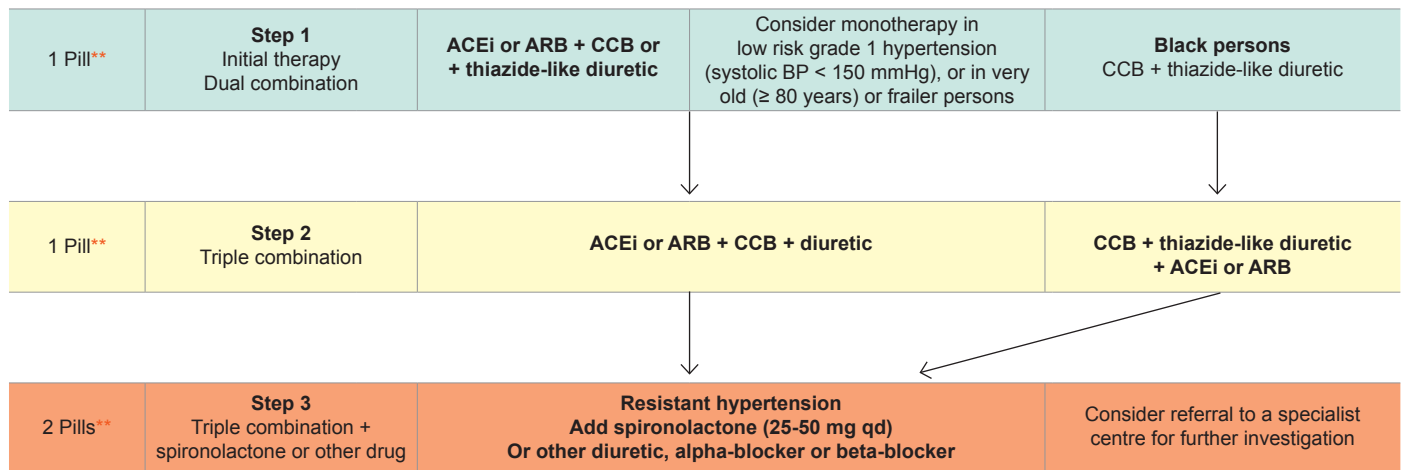 1 Pill**
Step 1
Initial therapy
Dual combination
ACEi or ARB + CCB or
+ thiazide-like diuretic
Consider monotherapy in
low risk grade 1 hypertension
(systolic BP < 150 mmHg), or in very
old (≥ 80 years) or frailer persons
Black persons
CCB + thiazide-like diuretic
1 Pill**
Step 2
Triple combination
ACEi or ARB + CCB + diuretic
CCB + thiazide-like diuretic
+ ACEi or ARB
2 Pills**
Step 3
Triple combination +
spironolactone or other drug
Resistant hypertension
Add spironolactone (25-50 mg qd)
Or other diuretic, alpha-blocker or beta-blocker
Consider referral to a specialist
centre for further investigation